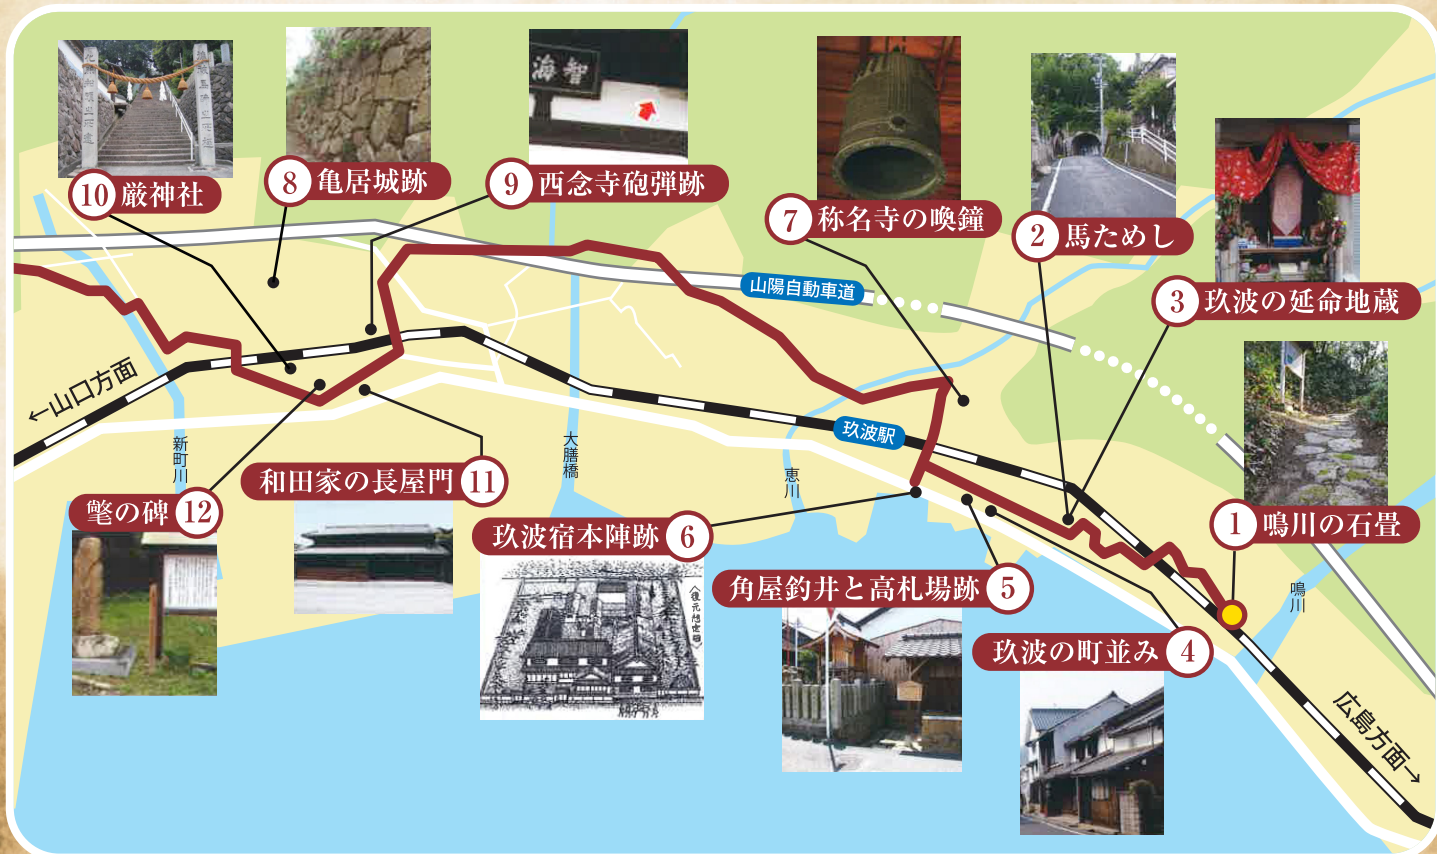 10 厳神社
8 亀居城跡
智海
9 西念寺砲弾跡
7 称名寺の喚鐘
2 馬ためし
3 玖波の延命地蔵
山陽自動車道
←山口方面
新町川
大膳橋
玖波駅
恵川
和田家の長屋門 11
の碑 12
玖波宿本陣跡 6
1 鳴川の石畳
鳴川
角屋釣井と高札場跡 5
玖波の町並み 4
広島方面→